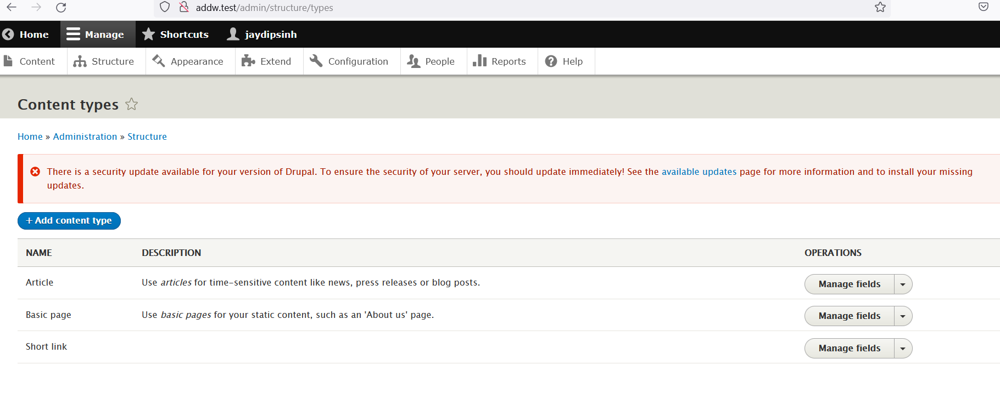 addw.test/admin/structure/types
Home Manage Shortcuts jaydipsinh
Content Structure Appearance Extend Configuration People Reports Help
Content types
Home » Administration » Structure
There is a security update available for your version of Drupal. To ensure the security of your server, you should update immediately! See the available updates page for more information and to install your missing
updates.
+ Add content type
NAME DESCRIPTION OPERATIONS
Article Use articles for time-sensitive content like news, press releases or blog posts. Manage fields
Basic page Use basic pages for your static content, such as an 'About us' page. Manage fields
Short link Manage fields